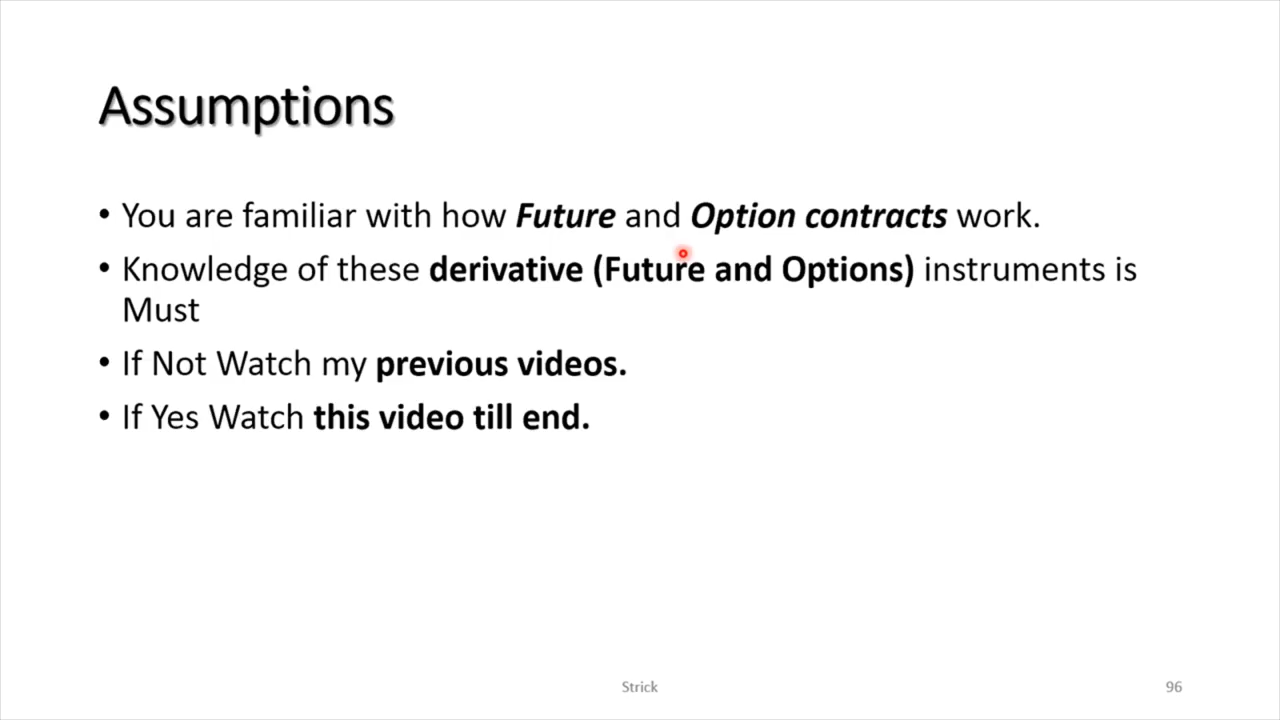 Assumptions
• You are familiar with how Future and Option contracts work.
• Knowledge of these derivative (Future and Options) instruments is
Must
• If Not Watch my previous videos.
• If Yes Watch this video till end.
Strick
96